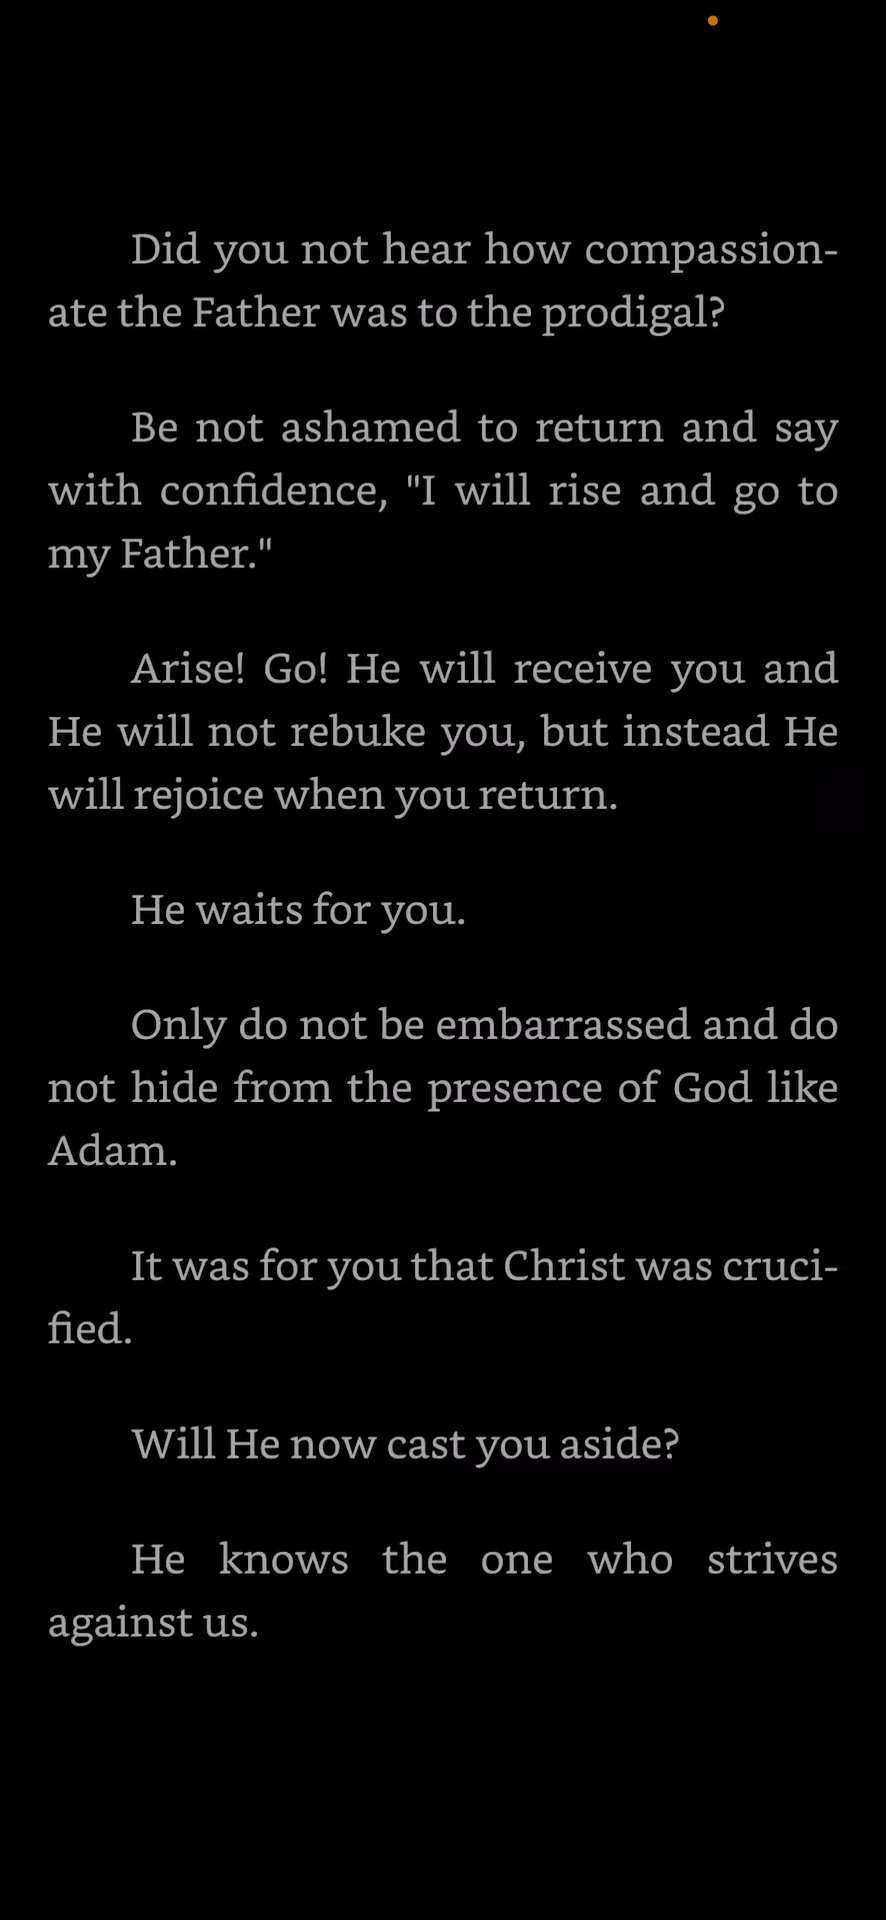 Did you not hear how compassion-
ate the Father was to the prodigal?
Be not ashamed to return and say
with confidence, "I will rise and go to
my Father."
Arise! Go! He will receive you and
He will not rebuke you, but instead He
will rejoice when you return.
He waits for you.
Only do not be embarrassed and do
not hide from the presence of God like
Adam.
It was for you that Christ was cruci-
fied.
Will He now cast you aside?
He knows the one who strives
against us.